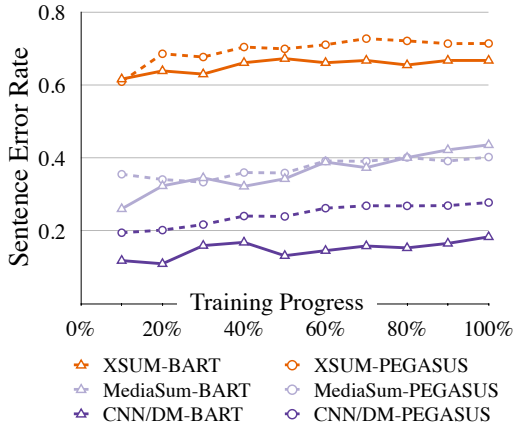 0.8
0.6
0.4
0.2
Sentence Error Rate
Training Progress
0% 20% 40% 60% 80% 100%
XSUM-BART XSUM-PEGASUS
MediaSum-BART MediaSum-PEGASUS
CNN/DM-BART CNN/DM-PEGASUS